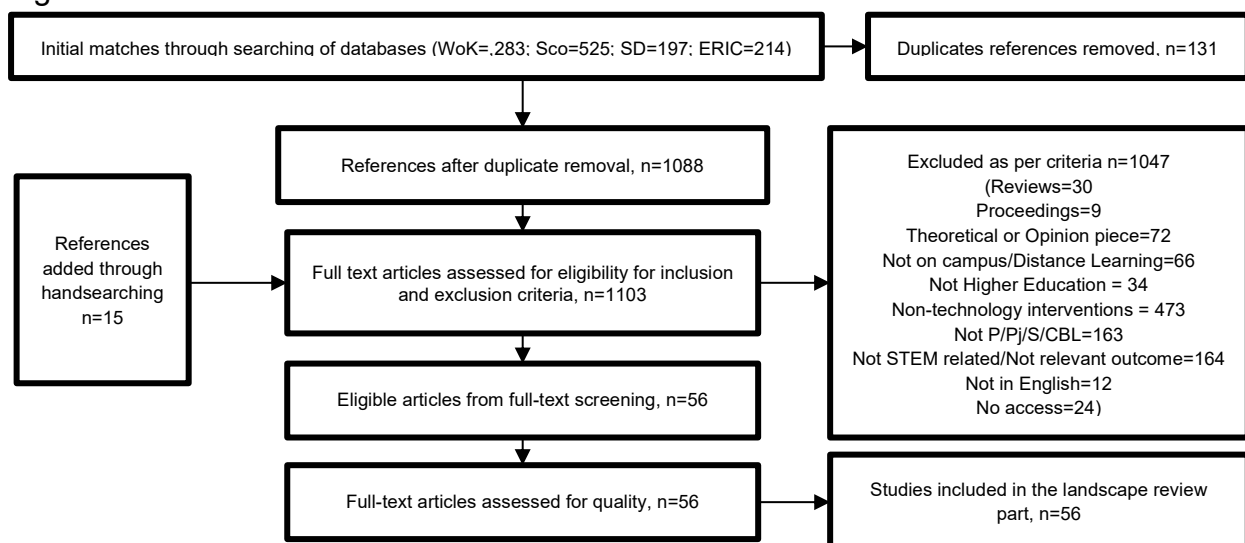 Initial matches through searching of databases (WoK=.283; Sco=525; SD=197; ERIC=214)
Duplicates references removed, n=131
References after duplicate removal, n=1088
References
added through
handsearching
n=15
Full text articles assessed for eligibility for inclusion
and exclusion criteria, n=1103
Excluded as per criteria n=1047
(Reviews=30
Proceedings=9
Theoretical or Opinion piece=72
Not on campus/Distance Learning=66
Not Higher Education = 34
Non-technology interventions = 473
Not P/Pj/S/CBL=163
Not STEM related/Not relevant outcome=164
Not in English=12
No access=24)
Eligible articles from full-text screening, n=56
Full-text articles assessed for quality, n=56
Studies included in the landscape review
part, n=56